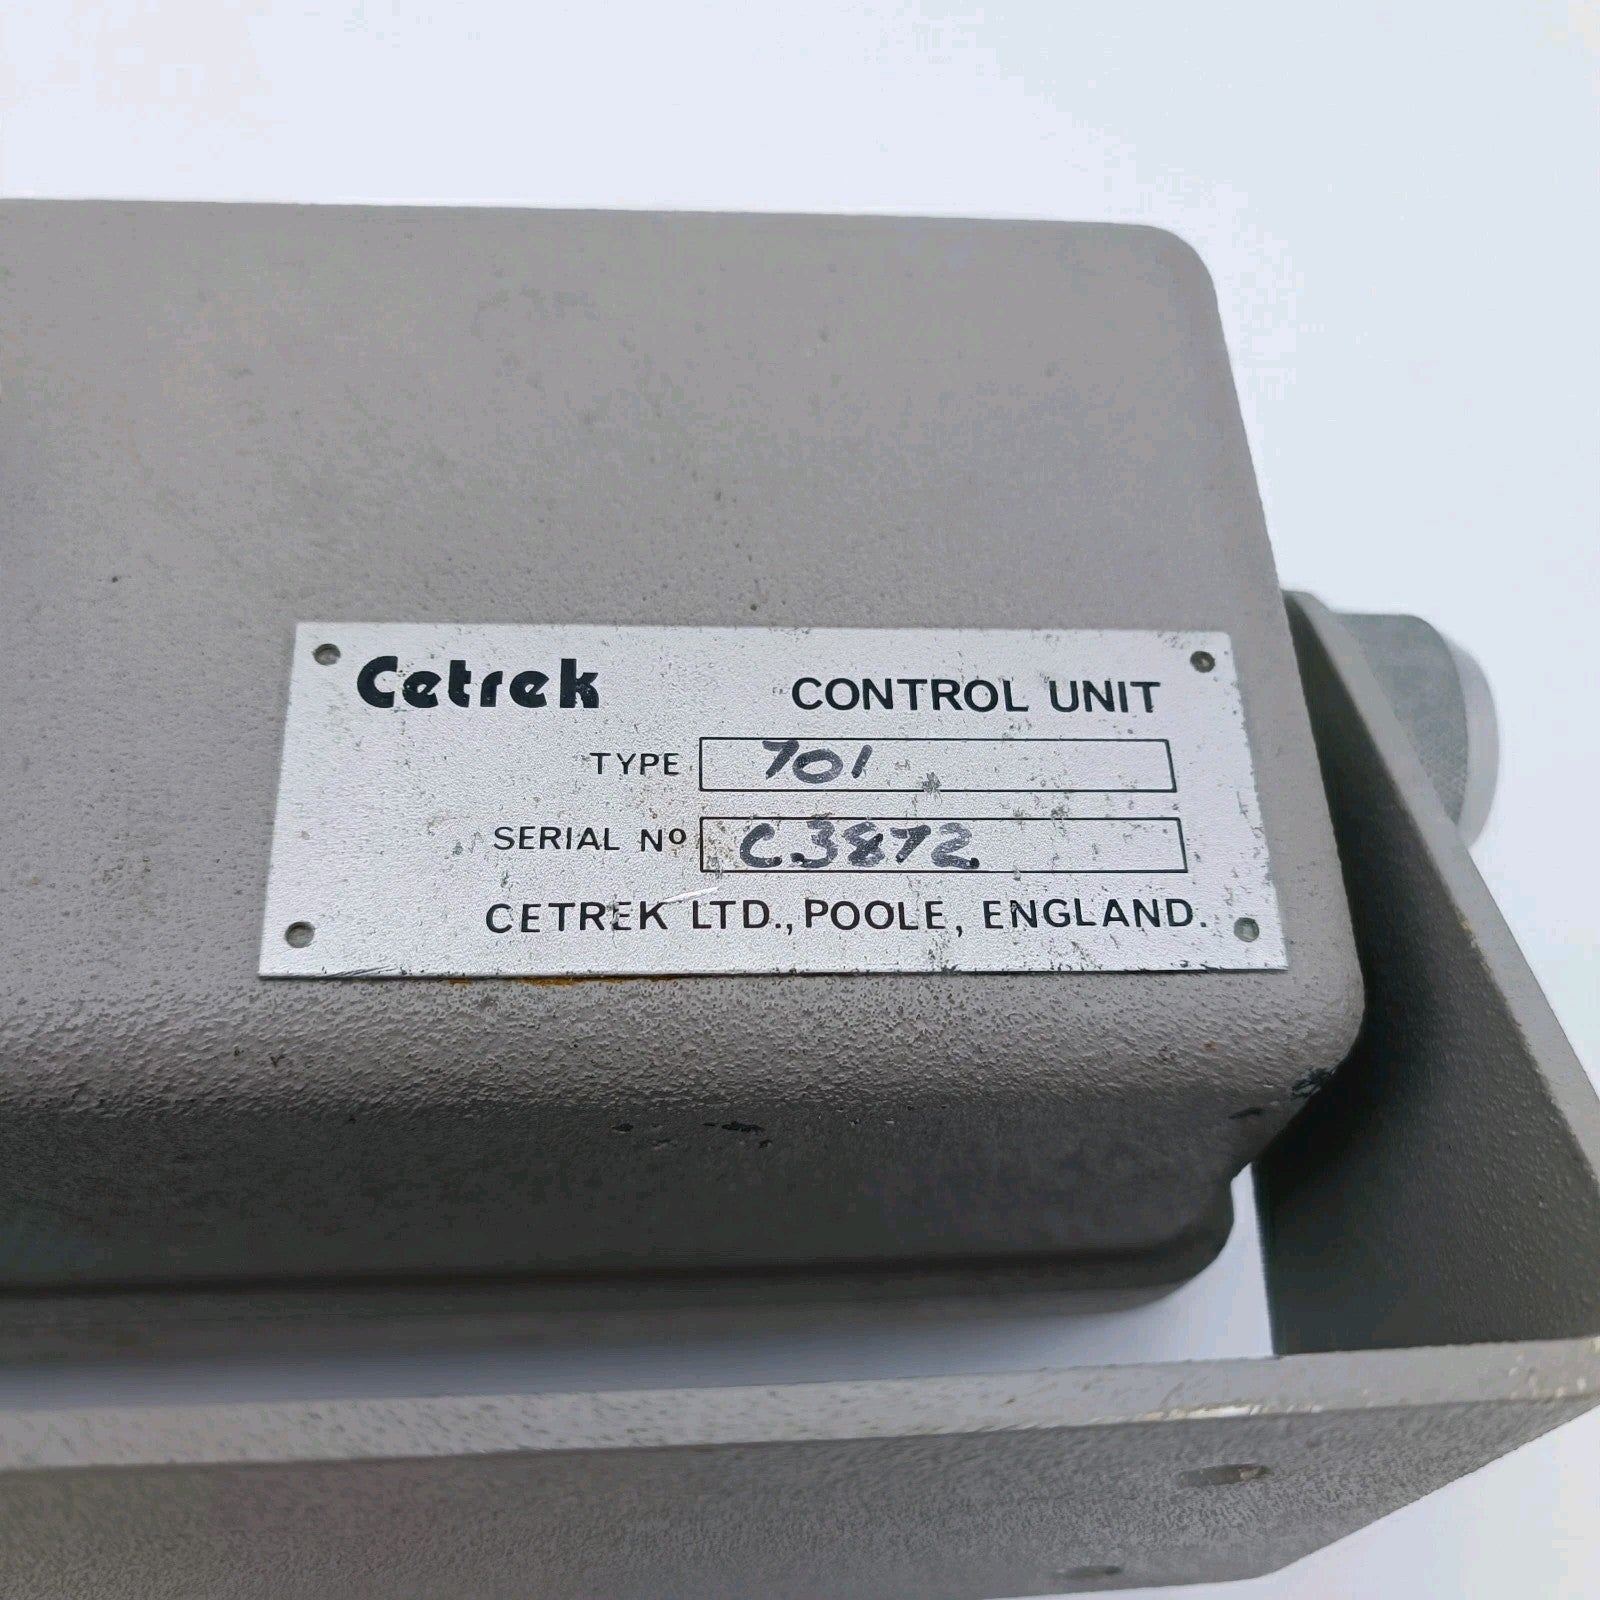 Cetrek CONTROL UNIT
TYPE 701
SERIAL Nº C.3872
CETREK LTD., POOLE, ENGLAND.